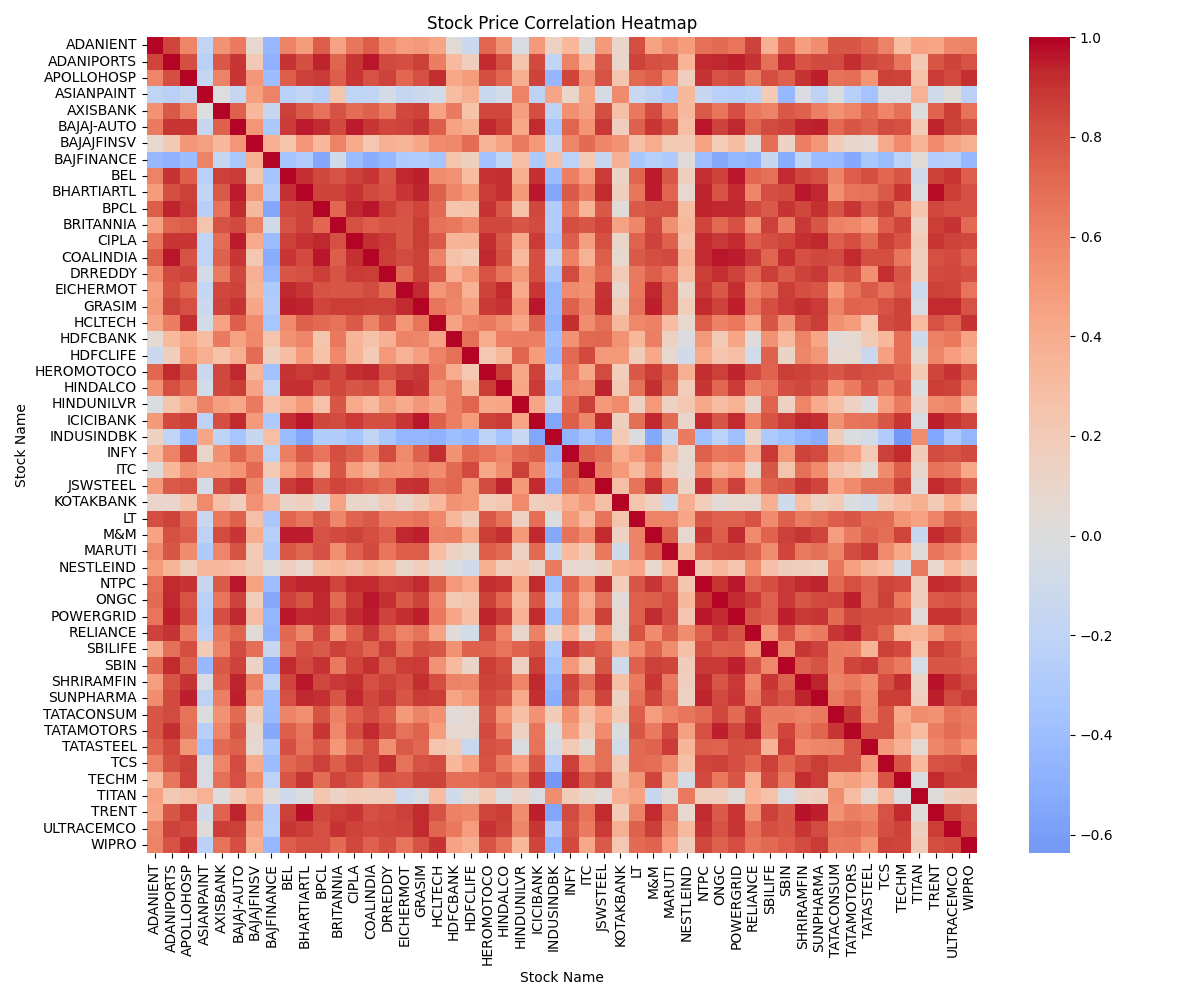 Stock Price Correlation Heatmap
Stock Name
ADANIENT
ADANIPORTS
APOLLOHOSP
ASIANPAINT
AXISBANK
BAJAJ-AUTO
BAJAJFINSV
BAJFINANCE
BEL
BHARTIARTL
BPCL
BRITANNIA
CIPLA
COALINDIA
DRREDDY
EICHERMOT
GRASIM
HCLTECH
HDFCBANK
HDFCLIFE
HEROMOTOCO
HINDALCO
HINDUNILVR
ICICIBANK
INDUSINDBK
INFY
ITC
JSWSTEEL
KOTAKBANK
LT
M&M
MARUTI
NESTLEIND
NTPC
ONGC
POWERGRID
RELIANCE
SBILIFE
SBIN
SHRIRAMFIN
SUNPHARMA
TATACONSUM
TATAMOTORS
TATASTEEL
TCS
TECHM
TITAN
TRENT
ULTRACEMCO
WIPRO
ADANIENT
ADANIPORTS
APOLLOHOSP
ASIANPAINT
AXISBANK
BAJAJ-AUTO
BAJAJFINSV
BAJFINANCE
BEL
BHARTIARTL
BPCL
BRITANNIA
CIPLA
COALINDIA
DRREDDY
EICHERMOT
GRASIM
HCLTECH
HDFCBANK
HDFCLIFE
HEROMOTOCO
HINDALCO
HINDUNILVR
ICICIBANK
INDUSINDBK
INFY
ITC
JSWSTEEL
KOTAKBANK
LT
M&M
MARUTI
NESTLEIND
NTPC
ONGC
POWERGRID
RELIANCE
SBILIFE
SBIN
SHRIRAMFIN
SUNPHARMA
TATACONSUM
TATAMOTORS
TATASTEEL
TCS
TECHM
TITAN
TRENT
ULTRACEMCO
WIPRO
Stock Name
1.0
0.8
0.6
0.4
0.2
0.0
−0.2
−0.4
−0.6